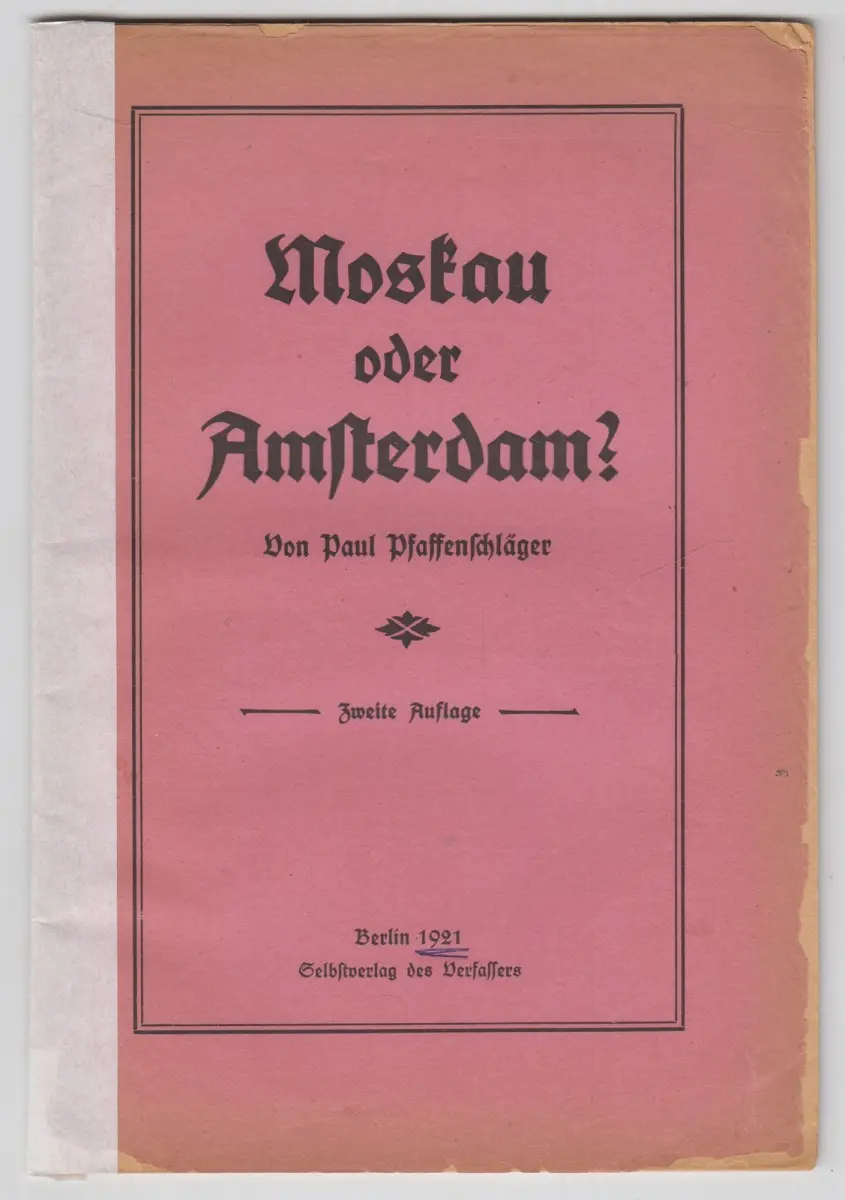 Moskau
oder
Amsterdam?
Von Paul Pfaffenschläger
Zweite Auflage
Berlin 1921
Selbstverlag des Verfassers